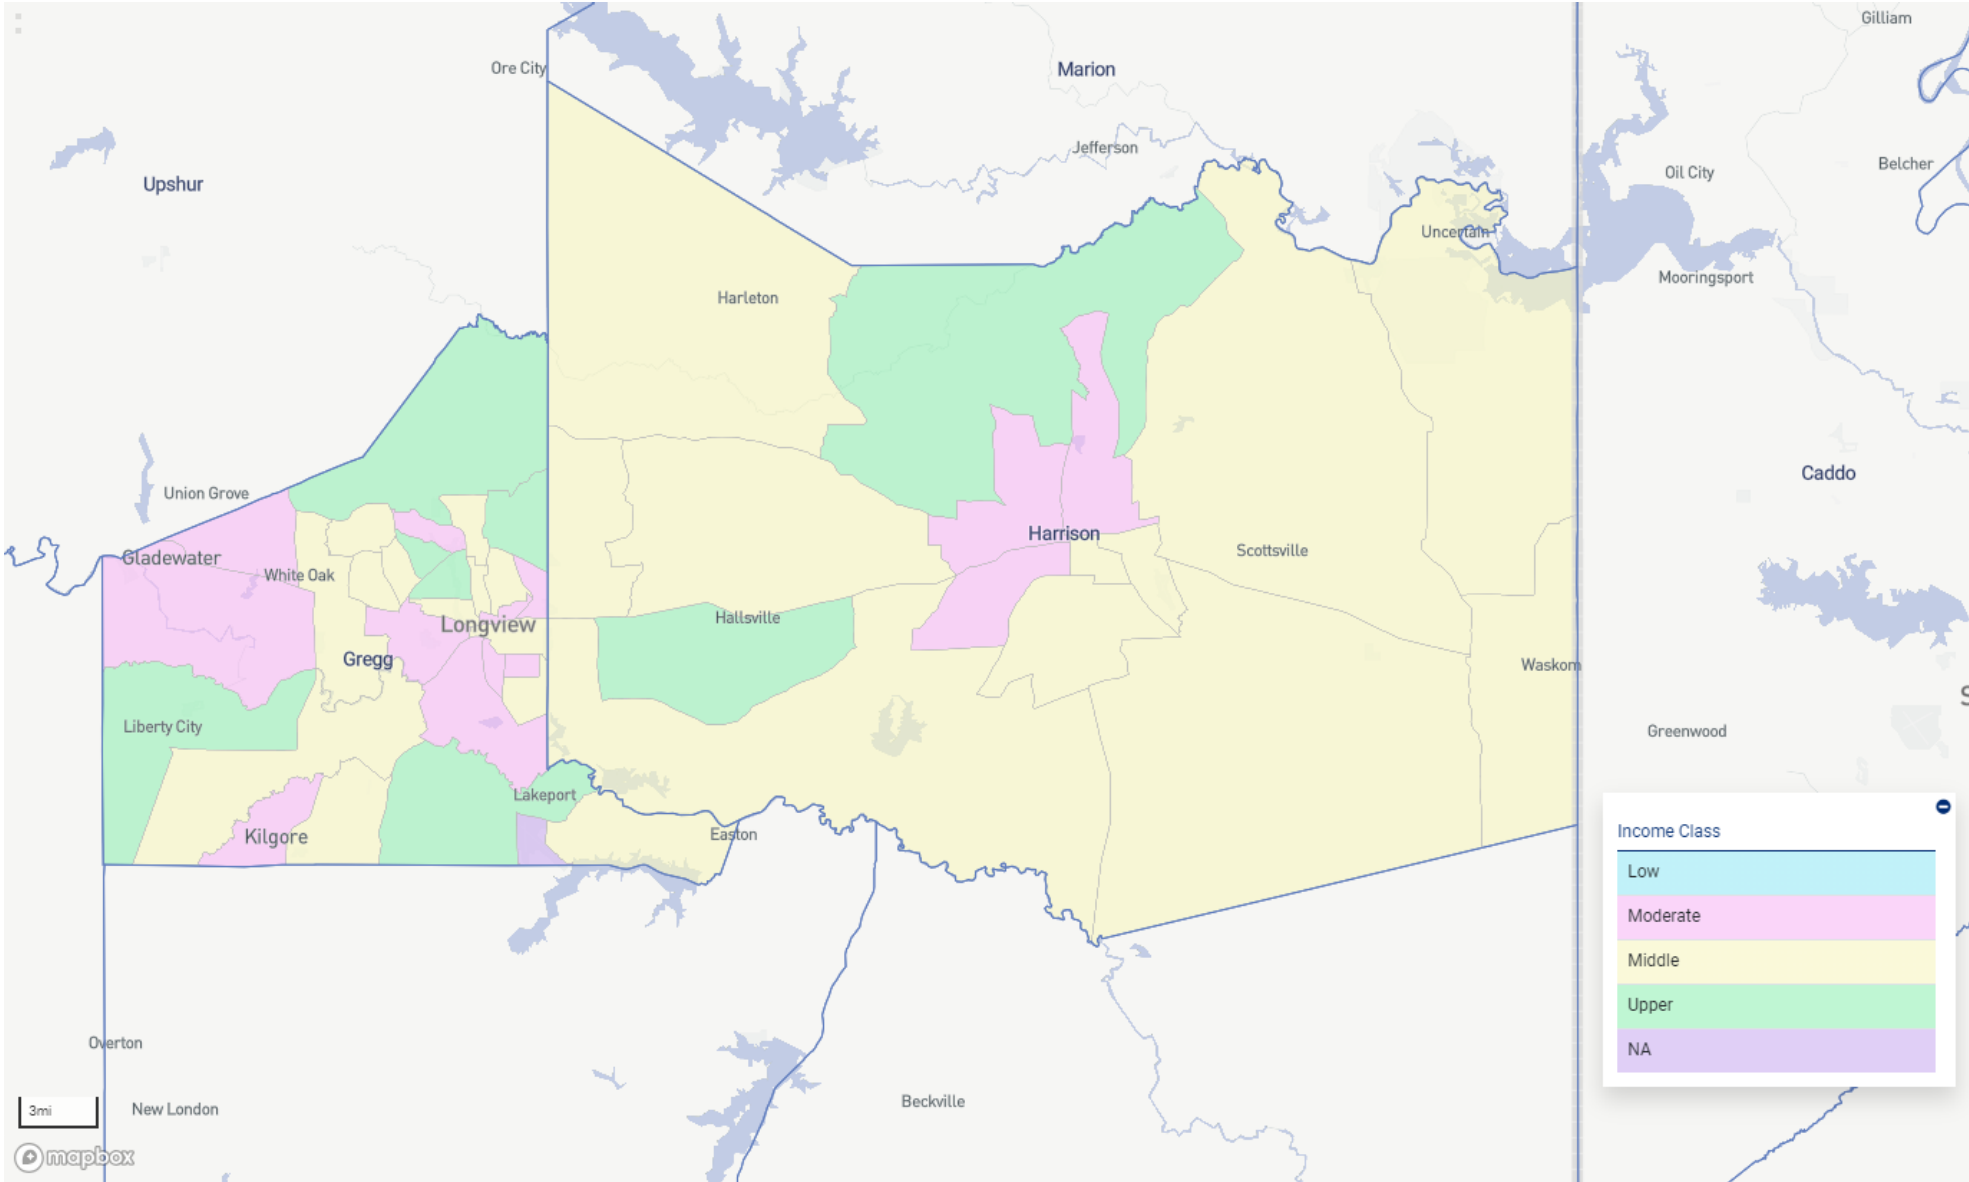 Gilliam
Ore City
Marion
Jefferson
Belcher
Oil City
Upshur
Uncertain
Mooringsport
Harleton
Caddo
Union Grove
Harrison
Scottsville
Gladewater
White Oak
Hallsville
Longview
Gregg
Waskom
S
Liberty City
Greenwood
Lakeport
Easton
Kilgore
Income Class
Low
Moderate
Middle
Upper
NA
Overton
Beckville
New London
3mi
mapbox